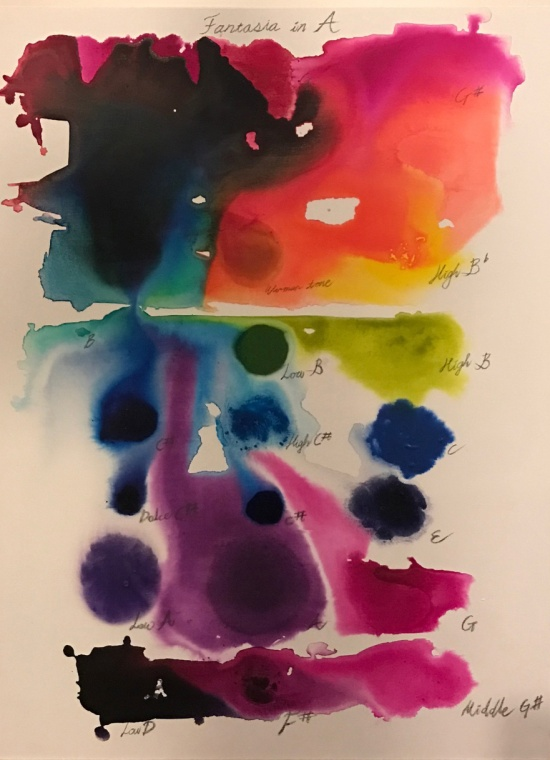 Fantasia in A
G#
High B♭
B
Low B
High B
C#
High C#
C
Dolce C#
C#
E
Low A
A
G
Low D
F#
Middle G#